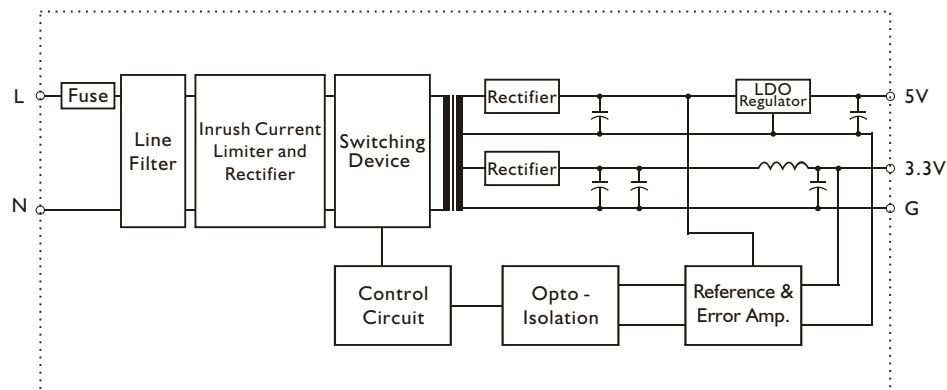 L
Fuse
Line
Filter
Inrush Current
Limiter and
Rectifier
Switching
Device
Rectifier
LDO
Regulator
5V
Rectifier
3.3V
N
G
Control
Circuit
Opto -
Isolation
Reference &
Error Amp.